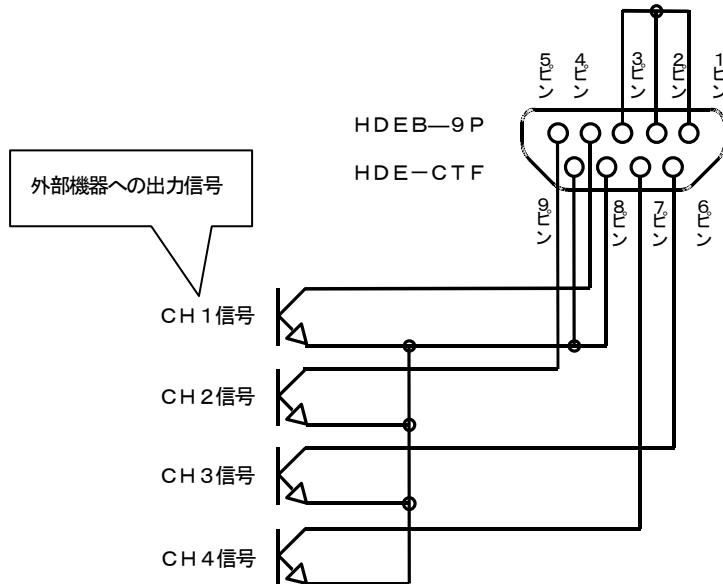 5ピン 4ピン 3ピン 2ピン 1ピン
HDEB―9P
HDE－CTF
外部機器への出力信号
9ピン 8ピン 7ピン 6ピン
CH1信号
CH2信号
CH3信号
CH4信号